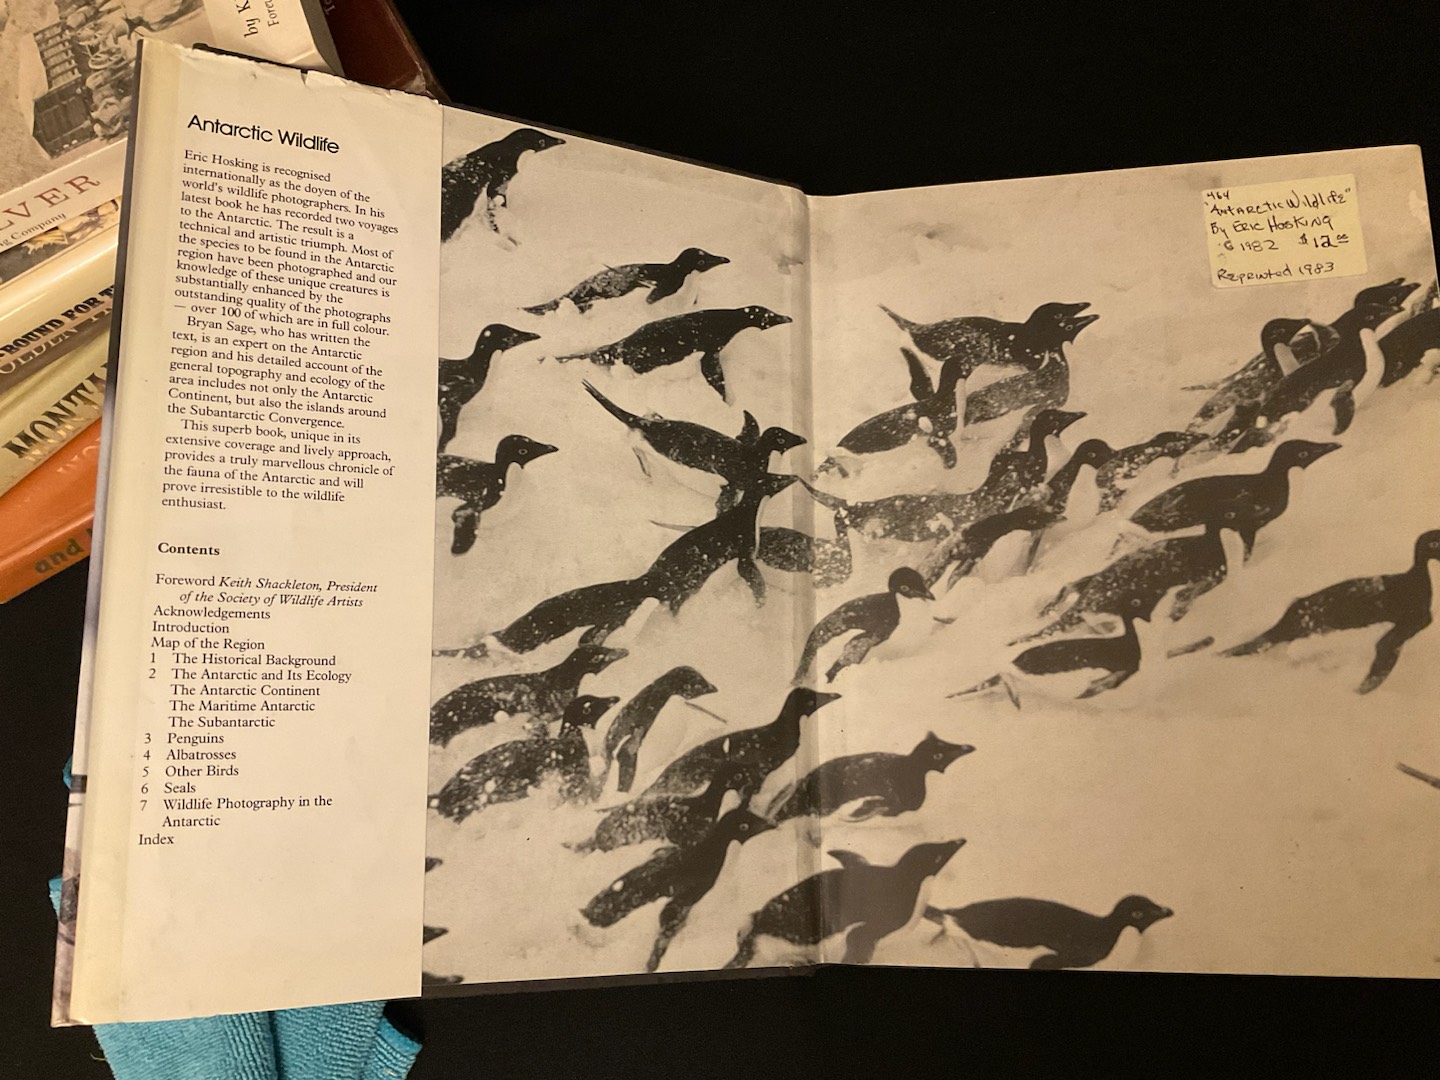 by K
Fore
LVER
ng Company
ROUND FOR T
MONTA
and
Antarctic Wildlife
Eric Hosking is recognised
internationally as the doyen of the
world's wildlife photographers. In his
latest book he has recorded two voyages
to the Antarctic. The result is a
technical and artistic triumph. Most of
the species to be found in the Antarctic
region have been photographed and our
knowledge of these unique creatures is
substantially enhanced by the
outstanding quality of the photographs
— over 100 of which are in full colour.
Bryan Sage, who has written the
text, is an expert on the Antarctic
region and his detailed account of the
general topography and ecology of the
area includes not only the Antarctic
Continent, but also the islands around
the Subantarctic Convergence.
This superb book, unique in its
extensive coverage and lively approach,
provides a truly marvellous chronicle of
the fauna of the Antarctic and will
prove irresistible to the wildlife
enthusiast.
Contents
Foreword Keith Shackleton, President
of the Society of Wildlife Artists
Acknowledgements
Introduction
Map of the Region
1 The Historical Background
2 The Antarctic and Its Ecology
The Antarctic Continent
The Maritime Antarctic
The Subantarctic
3 Penguins
4 Albatrosses
5 Other Birds
6 Seals
7 Wildlife Photography in the
Antarctic
Index
464
"Antarctic Wildlife"
By Eric Hosking
© 1982 $12.00
Reprinted 1983